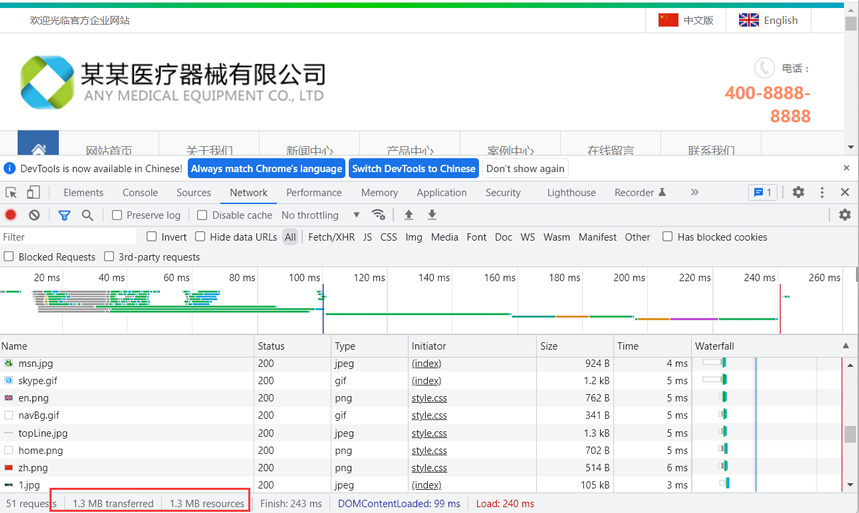 欢迎光临官方企业网站 中文版 English
某某医疗器械有限公司
ANY MEDICAL EQUIPMENT CO., LTD
电话：
400-8888-
8888
网站首页 关于我们 新闻中心 产品中心 案例中心 在线留言 联系我们
DevTools is now available in Chinese! Always match Chrome's language Switch DevTools to Chinese Don't show again
Elements Console Sources Network Performance Memory Application Security Lighthouse Recorder 1
Preserve log Disable cache No throttling
Filter Invert Hide data URLs All Fetch/XHR JS CSS Img Media Font Doc WS Wasm Manifest Other Has blocked cookies
Blocked Requests 3rd-party requests
20 ms 40 ms 60 ms 80 ms 100 ms 120 ms 140 ms 160 ms 180 ms 200 ms 220 ms 240 ms 260 ms
Name Status Type Initiator Size Time Waterfall
msn.jpg 200 jpeg (index) 924 B 4 ms
skype.gif 200 gif (index) 1.2 kB 5 ms
en.png 200 png style.css 762 B 5 ms
navBg.gif 200 gif style.css 341 B 5 ms
topLine.jpg 200 jpeg style.css 1.3 kB 5 ms
home.png 200 png style.css 702 B 5 ms
zh.png 200 png style.css 514 B 6 ms
1.jpg 200 jpeg (index) 105 kB 3 ms
51 requests 1.3 MB transferred 1.3 MB resources Finish: 243 ms DOMContentLoaded: 99 ms Load: 240 ms